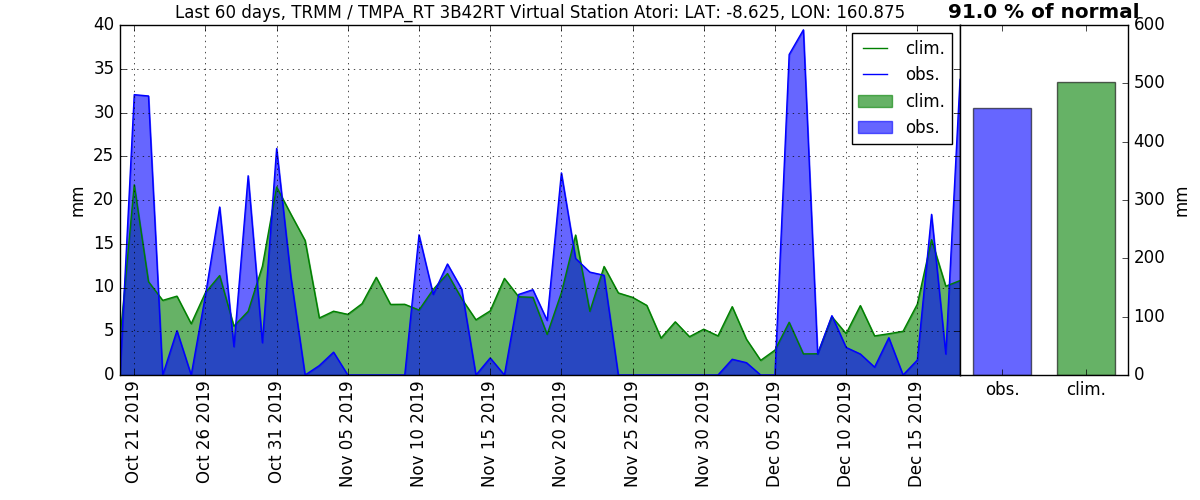 Last 60 days, TRMM / TMPA_RT 3B42RT Virtual Station Atori: LAT: -8.625, LON: 160.875
91.0 % of normal
40
35
30
25
20
15
10
5
0
mm
clim.
obs.
clim.
obs.
600
500
400
300
200
100
0
mm
obs.
clim.
Oct 21 2019
Oct 26 2019
Oct 31 2019
Nov 05 2019
Nov 10 2019
Nov 15 2019
Nov 20 2019
Nov 25 2019
Nov 30 2019
Dec 05 2019
Dec 10 2019
Dec 15 2019